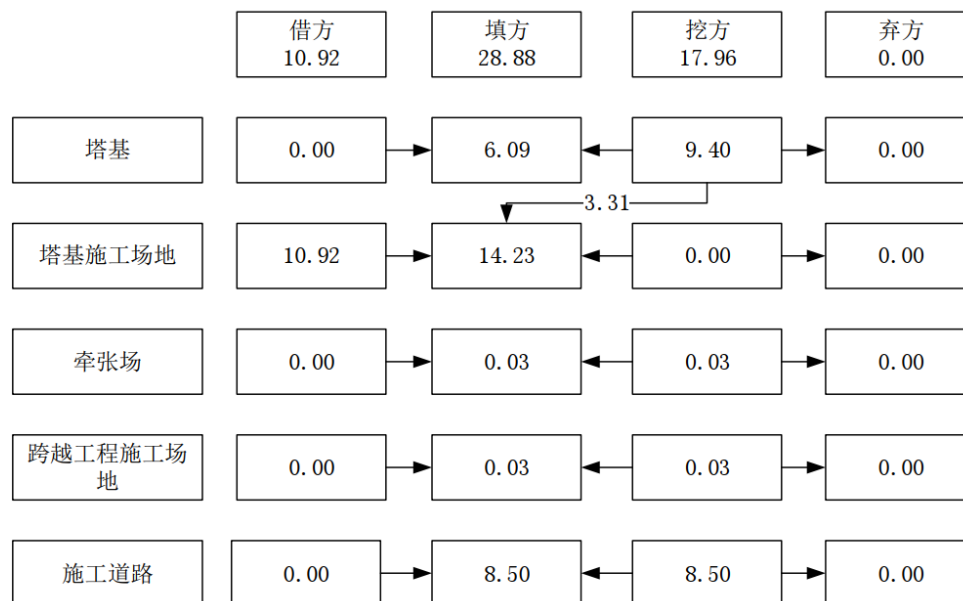 借方 填方 挖方 弃方
10.92 28.88 17.96 0.00
塔基 0.00 6.09 9.40 0.00
3.31
塔基施工场地 10.92 14.23 0.00 0.00
牵张场 0.00 0.03 0.03 0.00
跨越工程施工场
地 0.00 0.03 0.03 0.00
施工道路 0.00 8.50 8.50 0.00